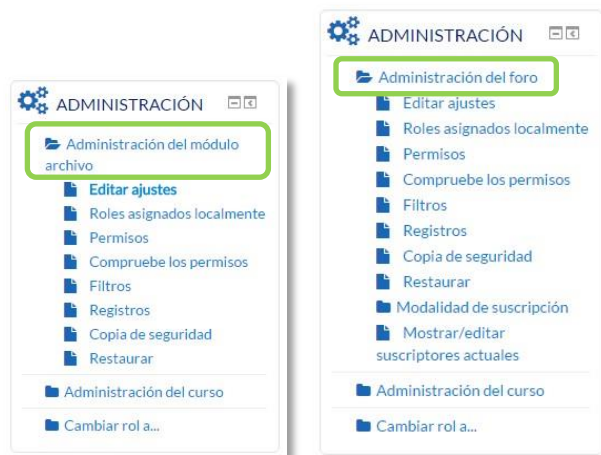 ADMINISTRACIÓN
Administración del módulo
archivo
Editar ajustes
Roles asignados localmente
Permisos
Compruebe los permisos
Filtros
Registros
Copia de seguridad
Restaurar
Administración del curso
Cambiar rol a...
ADMINISTRACIÓN
Administración del foro
Editar ajustes
Roles asignados localmente
Permisos
Compruebe los permisos
Filtros
Registros
Copia de seguridad
Restaurar
Modalidad de suscripción
Mostrar/editar
suscriptores actuales
Administración del curso
Cambiar rol a...